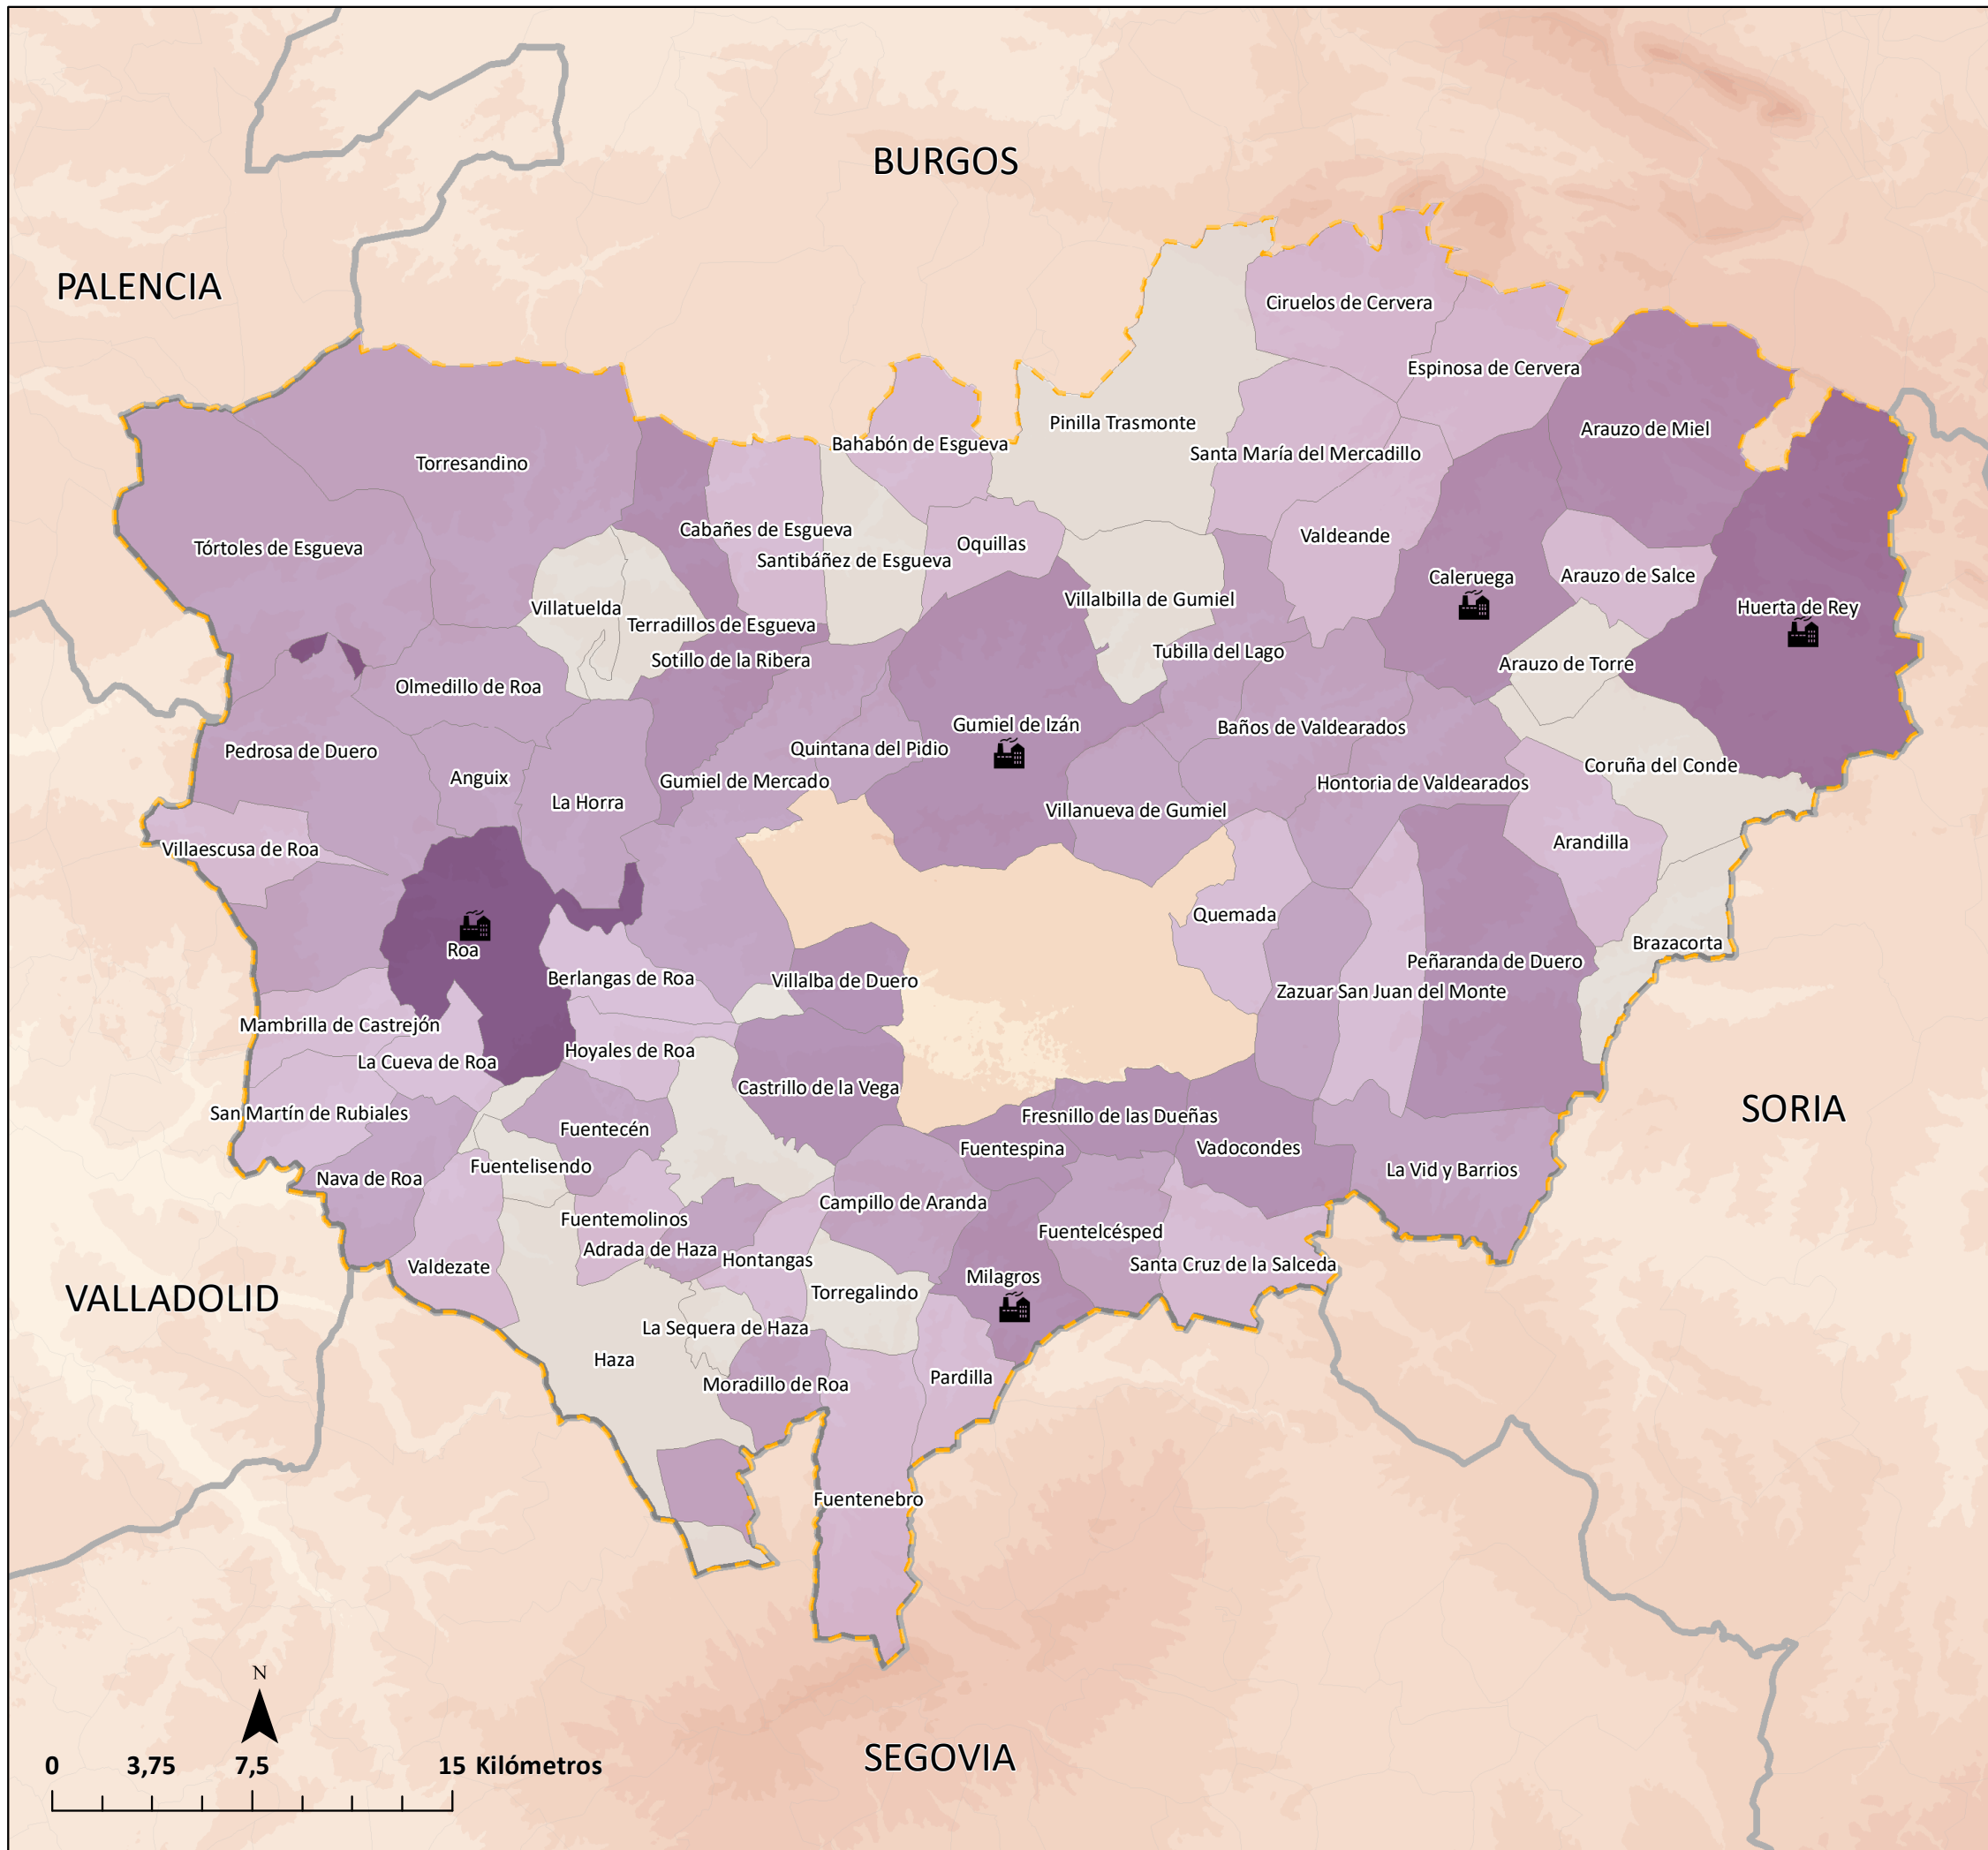 BURGOS
PALENCIA
Ciruelos de Cervera
Espinosa de Cervera
Pinilla Trasmonte
Arauzo de Miel
Bahabón de Esgueva
Santa María del Mercadillo
Torresandino
Cabañes de Esgueva
Valdeande
Oquillas
Tórtoles de Esgueva
Santibáñez de Esgueva
Caleruega
Arauzo de Salce
Villalbilla de Gumiel
Villatuelda
Huerta de Rey
Terradillos de Esgueva
Tubilla del Lago
Sotillo de la Ribera
Arauzo de Torre
Olmedillo de Roa
Gumiel de Izán
Baños de Valdearados
Pedrosa de Duero
Quintana del Pidio
Coruña del Conde
Anguix
Gumiel de Mercado
Hontoria de Valdearados
La Horra
Villanueva de Gumiel
Arandilla
Villaescusa de Roa
Quemada
Brazacorta
Roa
Peñaranda de Duero
Berlangas de Roa
Villalba de Duero
Zazuar
San Juan del Monte
Mambrilla de Castrejón
Hoyales de Roa
La Cueva de Roa
Castrillo de la Vega
SORIA
San Martín de Rubiales
Fresnillo de las Dueñas
Fuentecén
Fuentespina
Vadocondes
Fuentelisendo
La Vid y Barrios
Nava de Roa
Campillo de Aranda
Fuentemolinos
Fuentelcésped
Adrada de Haza
Hontangas
Santa Cruz de la Salceda
Valdezate
Milagros
Torregalindo
VALLADOLID
La Sequera de Haza
Haza
Pardilla
Moradillo de Roa
Fuentenebro
N
SEGOVIA
0 3,75 7,5 15 Kilómetros